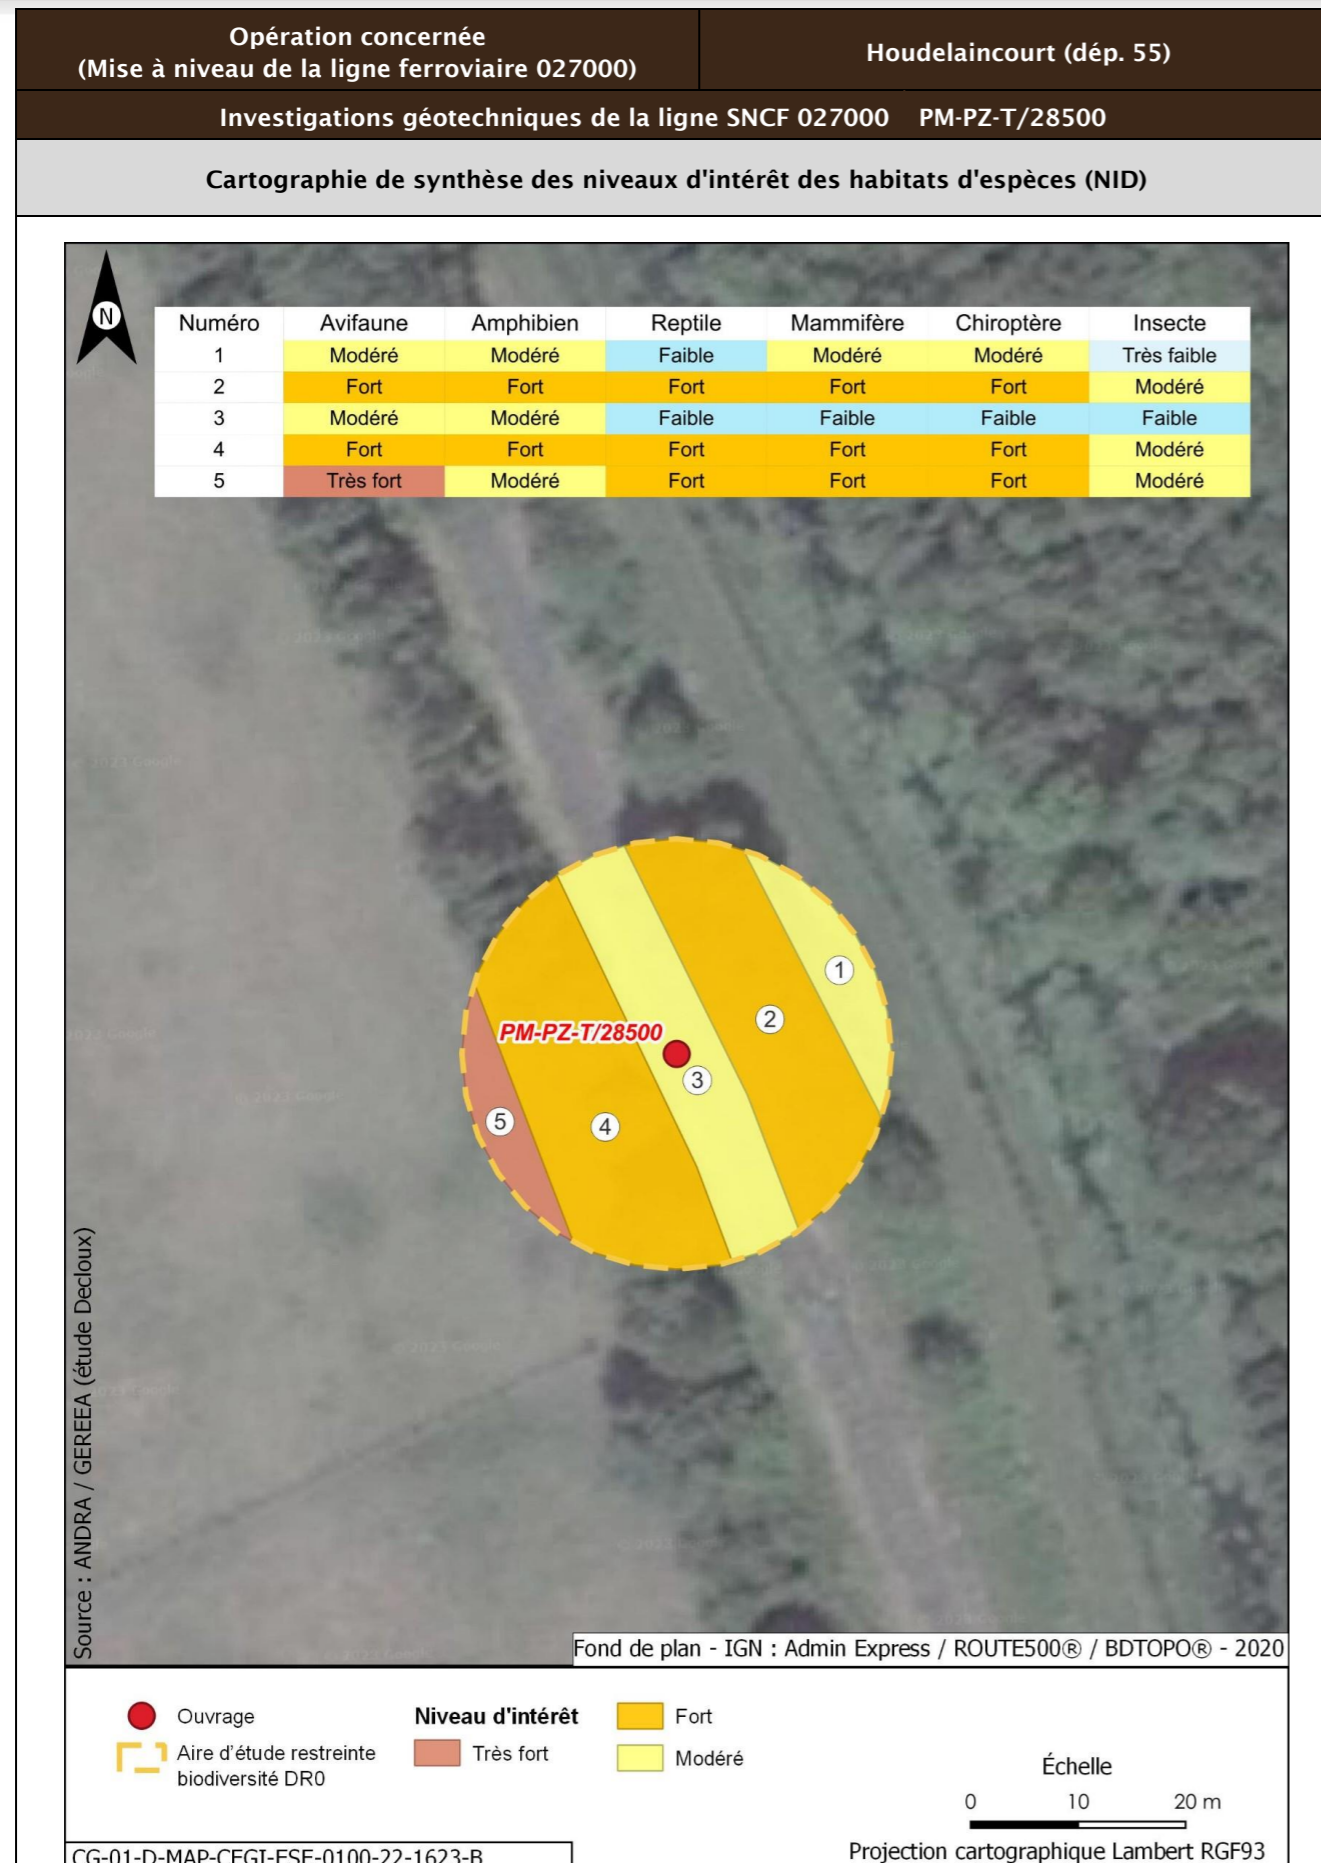 Opération concernée
(Mise à niveau de la ligne ferroviaire 027000)
Houdelaincourt (dép. 55)
Investigations géotechniques de la ligne SNCF 027000 PM-PZ-T/28500
Cartographie de synthèse des niveaux d'intérêt des habitats d'espèces (NID)
N
Numéro Avifaune Amphibien Reptile Mammifère Chiroptère Insecte
1 Modéré Modéré Faible Modéré Modéré Très faible
2 Fort Fort Fort Fort Fort Modéré
3 Modéré Modéré Faible Faible Faible Faible
4 Fort Fort Fort Fort Fort Modéré
5 Très fort Modéré Fort Fort Fort Modéré
1
2
PM-PZ-T/28500
3
5
4
Source : ANDRA / GEREEA (étude Decloux)
Fond de plan - IGN : Admin Express / ROUTE500® / BDTOPO® - 2020
Ouvrage
Aire d'étude restreinte
biodiversité DR0
Niveau d'intérêt
Très fort
Fort
Modéré
Échelle
0 10 20 m
Projection cartographique Lambert RGF93
CG-01-D-MAP-CEGI-ESE-0100-22-1623-B